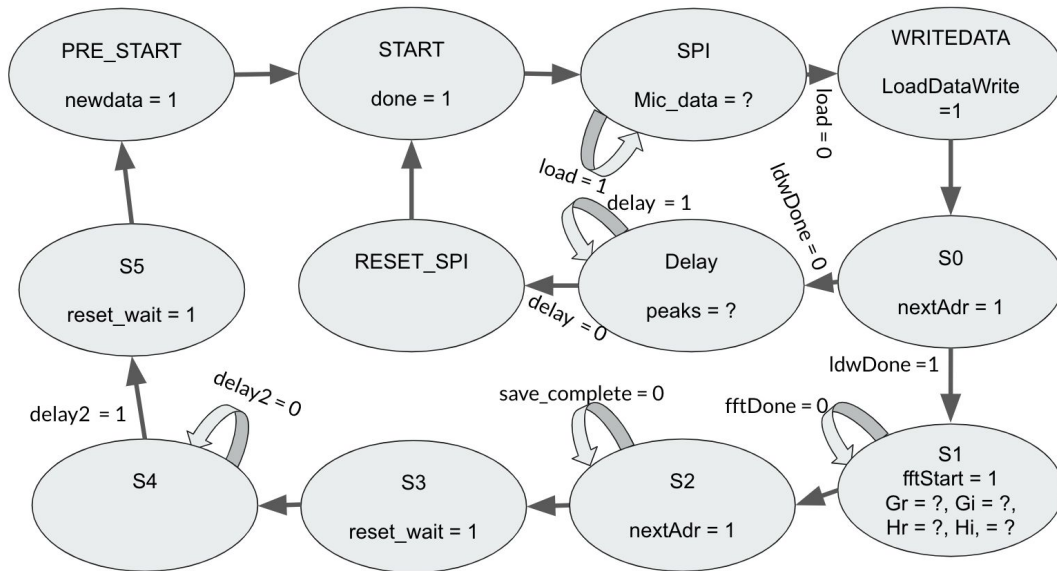 PRE_START
newdata = 1
START
done = 1
SPI
Mic_data = ?
load = 1
load = 0
WRITEDATA
LoadDataWrite
=1
S5
reset_wait = 1
RESET_SPI
delay = 0
delay = 1
Delay
peaks = ?
ldwDone = 0
S0
nextAdr = 1
ldwDone =1
delay2 = 1
delay2 = 0
S4
S3
reset_wait = 1
save_complete = 0
S2
nextAdr = 1
fftDone = 0
S1
fftStart = 1
Gr = ?, Gi = ?,
Hr = ?, Hi, = ?